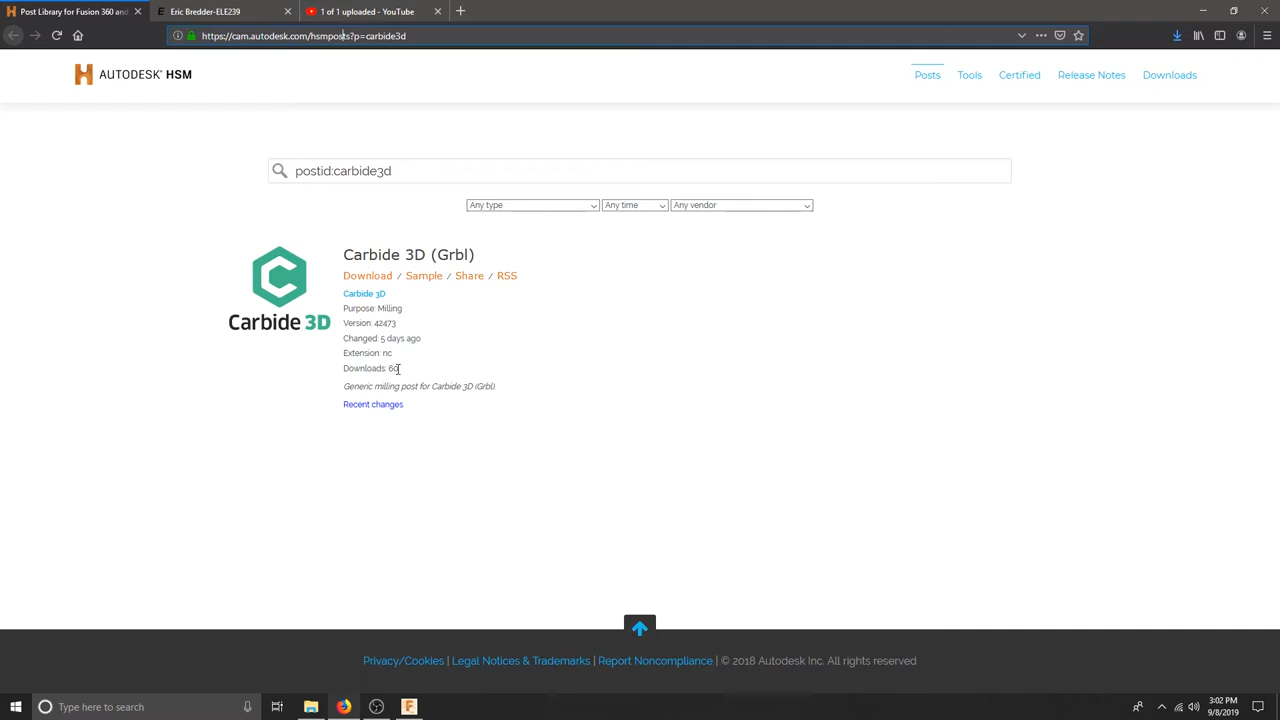 Post Library for Fusion 360 and
Eric Bredder-ELE239
1 of 1 uploaded - YouTube
https://cam.autodesk.com/hsmposts?p=carbide3d
AUTODESK® HSM
Posts
Tools
Certified
Release Notes
Downloads
postid:carbide3d
Any type
Any time
Any vendor
Carbide 3D
Carbide 3D (Grbl)
Download / Sample / Share / RSS
Carbide 3D
Purpose: Milling
Version: 42473
Changed: 5 days ago
Extension: nc
Downloads: 60
Generic milling post for Carbide 3D (Grbl).
Recent changes
Privacy/Cookies | Legal Notices & Trademarks | Report Noncompliance | © 2018 Autodesk Inc. All rights reserved
Type here to search
3:02 PM
9/8/2019